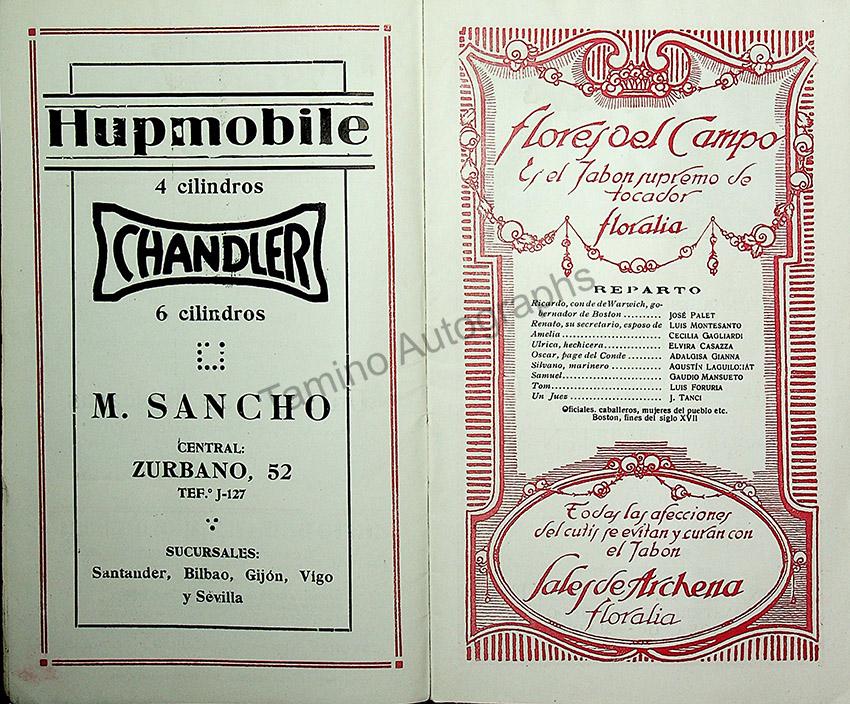 Hupmobile
4 cilindros
CHANDLER
6 cilindros
M. SANCHO
CENTRAL:
ZURBANO, 52
TEF.º J-127
SUCURSALES:
Santander, Bilbao, Gijón, Vigo
y Sevilla
flores del Campo
Es el Jabon supremo de
tocador
floralia
REPARTO
Ricardo, conde de Warwich, go-
bernador de Boston .......... JOSÉ PALET
Renato, su secretario, esposo de LUIS MONTESANTO
Amelia .......... CECILIA GAGLIARDI
Ulrica, hechicera .......... ELVIRA CASAZZA
Oscar, page del Conde .......... ADALGISA GIANNA
Silvano, marinero .......... AGUSTÍN
Samuel .......... GAUDIO MANSUETO
Tom .......... LUIS FORURIA
Un Juez .......... J. TANCI
Oficiales. caballeros, mujeres del pueblo etc.
Boston, fines del siglo XVII
Todas las afecciones
del cutis se evitan y curan con
el Jabon
Sales de Archena
floralia
Tamino Autographs